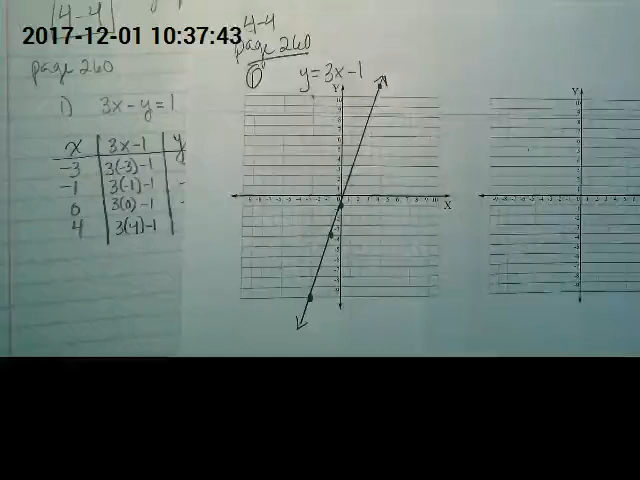 4-4
2017-12-01 10:37:43
page 260
1) 3x-y=1
x | 3x-1 | y
-3 | 3(-3)-1
-1 | 3(-1)-1 | -
0 | 3(0)-1 | -
4 | 3(4)-1
4-4
page 260
1 y=3x-1
Y
X
Y